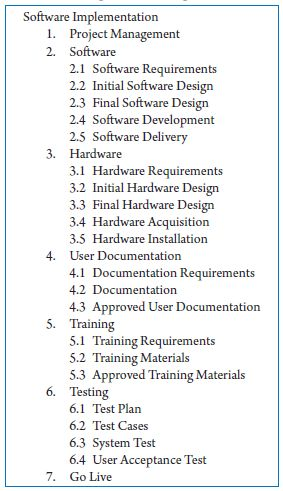 Software Implementation
1. Project Management
2. Software
2.1 Software Requirements
2.2 Initial Software Design
2.3 Final Software Design
2.4 Software Development
2.5 Software Delivery
3. Hardware
3.1 Hardware Requirements
3.2 Initial Hardware Design
3.3 Final Hardware Design
3.4 Hardware Acquisition
3.5 Hardware Installation
4. User Documentation
4.1 Documentation Requirements
4.2 Documentation
4.3 Approved User Documentation
5. Training
5.1 Training Requirements
5.2 Training Materials
5.3 Approved Training Materials
6. Testing
6.1 Test Plan
6.2 Test Cases
6.3 System Test
6.4 User Acceptance Test
7. Go Live